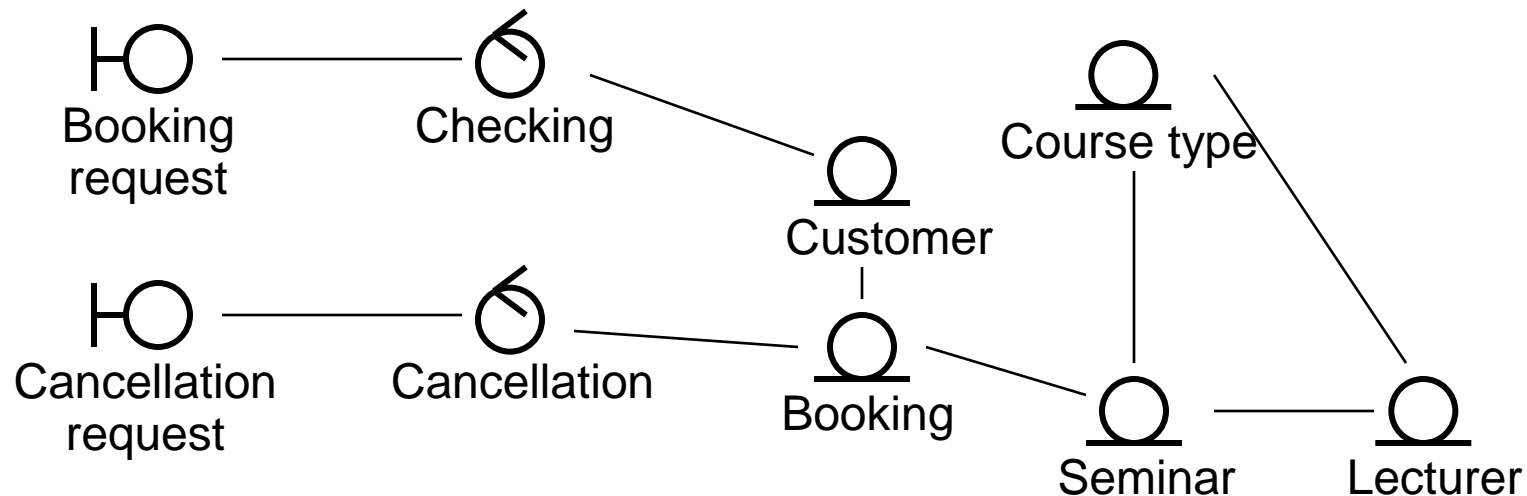 Booking
request
Checking
Course type
Customer
Cancellation
request
Cancellation
Booking
Seminar
Lecturer